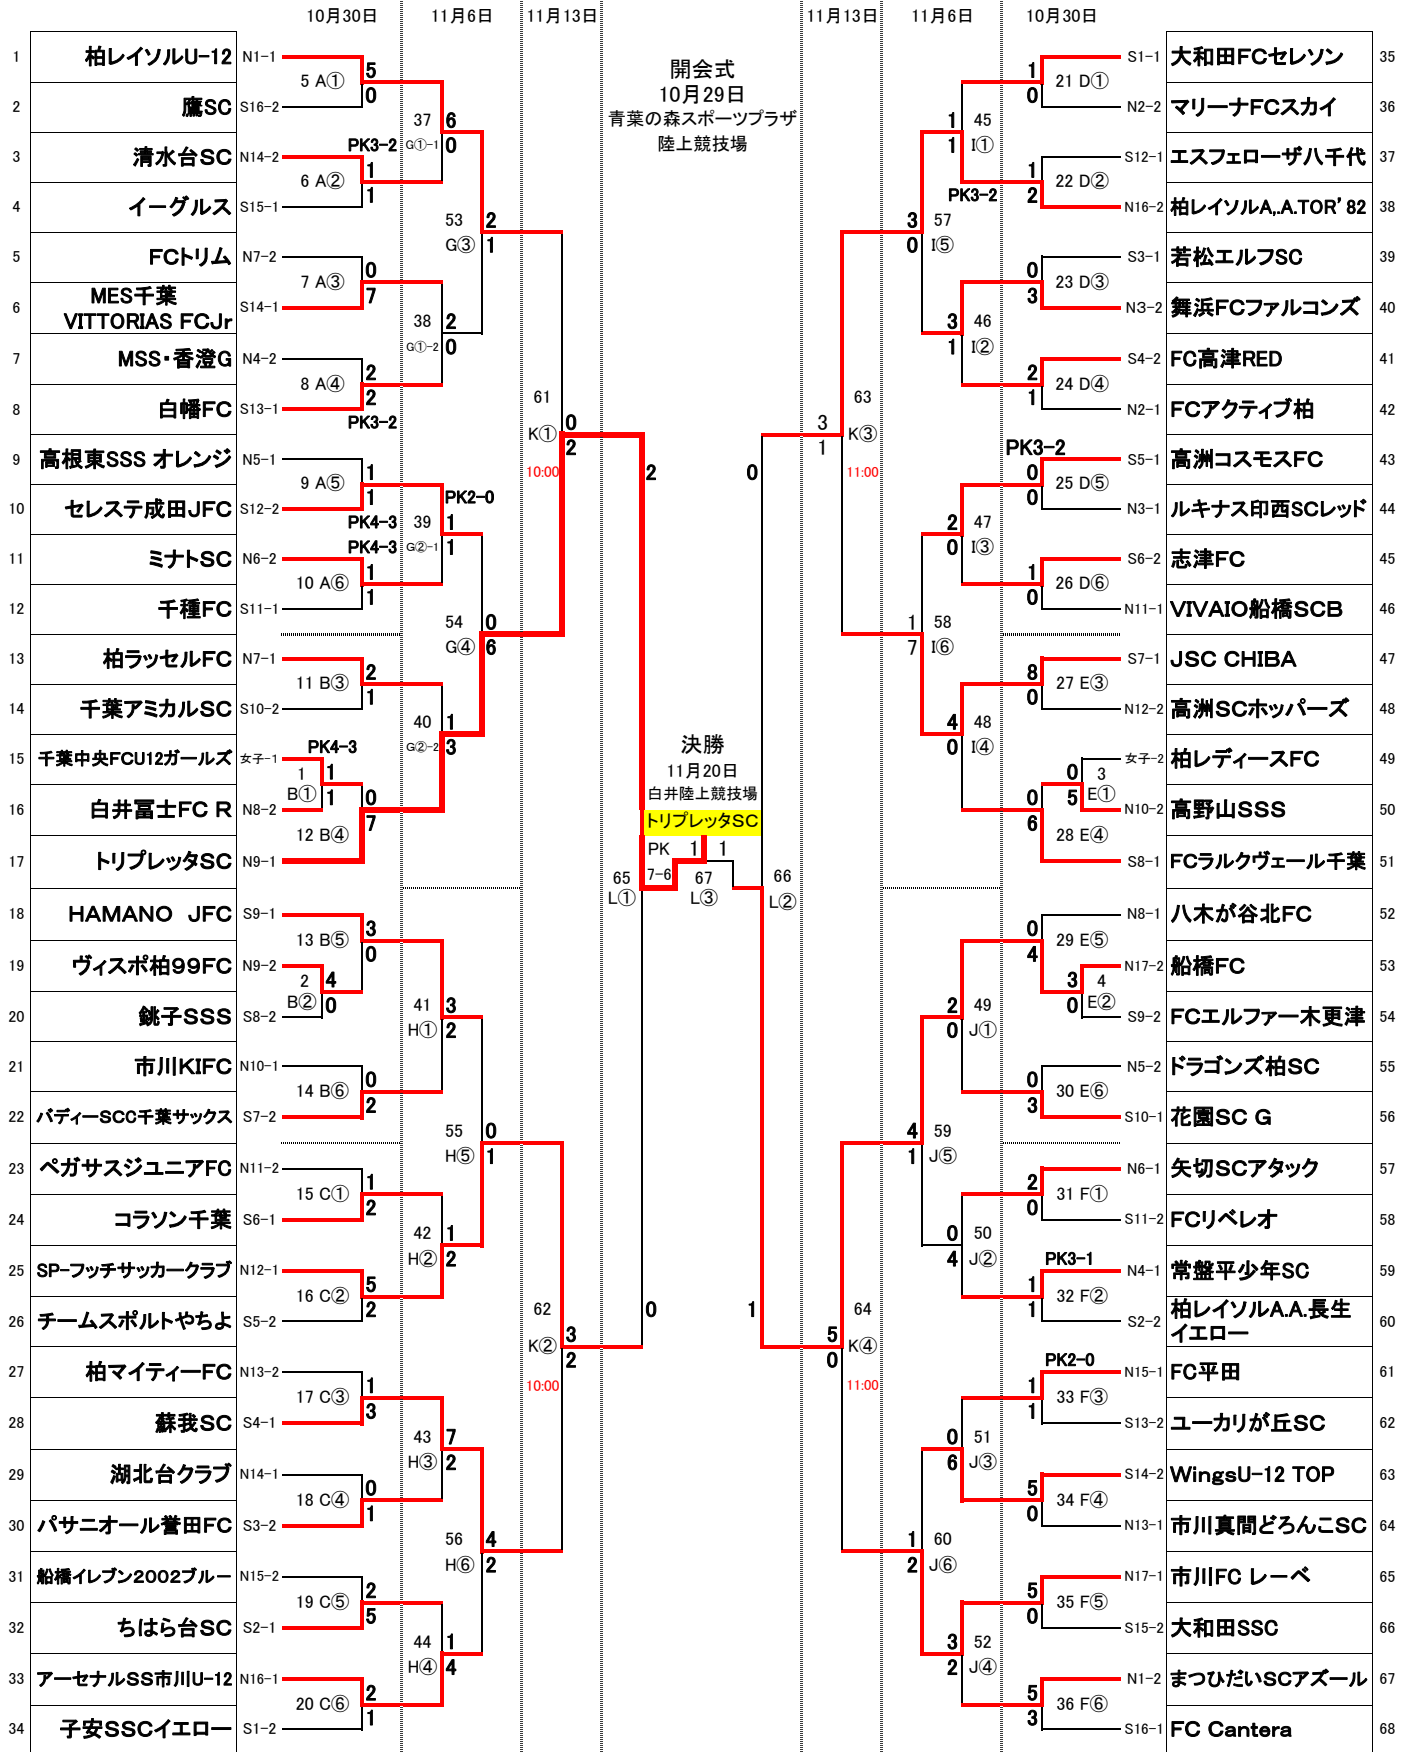 10月30日 11月6日 11月13日 11月13日 11月6日 10月30日
開会式
10月29日
青葉の森スポーツプラザ
陸上競技場
1 柏レイソルU-12 N1-1
5 A① 5 0
2 鷹SC S16-2
37 G①-1 6 0
3 清水台SC N14-2
PK3-2
6 A② 1 1
4 イーグルス S15-1
53 G③ 2 1
5 FCトリム N7-2
7 A③ 0 7
6 MES千葉
VITTORIAS FCJr S14-1
38 G①-2 2 0
7 MSS・香澄G N4-2
8 A④ 2 2
8 白幡FC S13-1
PK3-2
61 K① 0 2
10:00
9 高根東SSS オレンジ N5-1
9 A⑤ 1 1
10 セレステ成田JFC S12-2
PK4-3
PK2-0
39 G②-1 1 1
11 ミナトSC N6-2
PK4-3
10 A⑥ 1 1
12 千種FC S11-1
54 G④ 0 6
13 柏ラッセルFC N7-1
11 B③ 2 1
14 千葉アミカルSC S10-2
40 G②-2 1 3
15 千葉中央FCU12ガールズ 女子-1
PK4-3
1 B① 1 1
16 白井冨士FC R N8-2
12 B④ 0 7
17 トリプレッタSC N9-1
18 HAMANO JFC S9-1
13 B⑤ 3 0
19 ヴィスポ柏99FC N9-2
2 B② 4 0
20 銚子SSS S8-2
41 H① 3 2
21 市川KIFC N10-1
14 B⑥ 0 2
22 バディーSCC千葉サックス S7-2
55 H⑤ 0 1
23 ペガサスジュニアFC N11-2
15 C① 1 2
24 コラソン千葉 S6-1
42 H② 1 2
25 SP-フッチサッカークラブ N12-1
16 C② 5 2
26 チームスポルトやちよ S5-2
62 K② 3 2
10:00
27 柏マイティーFC N13-2
17 C③ 1 3
28 蘇我SC S4-1
43 H③ 7 2
29 湖北台クラブ N14-1
18 C④ 0 1
30 パサニオール誉田FC S3-2
56 H⑥ 4 2
31 船橋イレブン2002ブルー N15-2
19 C⑤ 2 5
32 ちはら台SC S2-1
44 H④ 1 4
33 アーセナルSS市川U-12 N16-1
20 C⑥ 2 1
34 子安SSCイエロー S1-2
2 0
決勝
11月20日
白井陸上競技場
トリプレッタSC
PK 1 1
7-6
65 L① 67 L③ 66 L②
0 1
S1-1 大和田FCセレソン 35
1 0 21 D①
N2-2 マリーナFCスカイ 36
1 1 45 I①
S12-1 エスフェローザ八千代 37
1 2 22 D②
PK3-2
N16-2 柏レイソルA,.A.TOR’82 38
3 0 57 I⑤
S3-1 若松エルフSC 39
0 3 23 D③
N3-2 舞浜FCファルコンズ 40
3 1 46 I②
S4-2 FC高津RED 41
2 1 24 D④
N2-1 FCアクティブ柏 42
3 1 63 K③
11:00
PK3-2
S5-1 高洲コスモスFC 43
0 0 25 D⑤
N3-1 ルキナス印西SCレッド 44
2 0 47 I③
S6-2 志津FC 45
1 0 26 D⑥
N11-1 VIVAIO船橋SCB 46
1 7 58 I⑥
S7-1 JSC CHIBA 47
8 0 27 E③
N12-2 高洲SCホッパーズ 48
4 0 48 I④
女子-2 柏レディースFC 49
0 5 3 E①
N10-2 高野山SSS 50
0 6 28 E④
S8-1 FCラルクヴェール千葉 51
N8-1 八木が谷北FC 52
0 4 29 E⑤
N17-2 船橋FC 53
3 0 4 E②
S9-2 FCエルファー木更津 54
2 0 49 J①
N5-2 ドラゴンズ柏SC 55
0 3 30 E⑥
S10-1 花園SC G 56
4 1 59 J⑤
N6-1 矢切SCアタック 57
2 0 31 F①
S11-2 FCリベレオ 58
0 4 50 J②
PK3-1
N4-1 常盤平少年SC 59
1 1 32 F②
S2-2 柏レイソルA.A.長生
イエロー 60
5 0 64 K④
11:00
PK2-0
N15-1 FC平田 61
1 1 33 F③
S13-2 ユーカリが丘SC 62
0 6 51 J③
S14-2 WingsU-12 TOP 63
5 0 34 F④
N13-1 市川真間どろんこSC 64
1 2 60 J⑥
N17-1 市川FC レーベ 65
5 0 35 F⑤
S15-2 大和田SSC 66
3 2 52 J④
N1-2 まつひだいSCアズール 67
5 3 36 F⑥
S16-1 FC Cantera 68